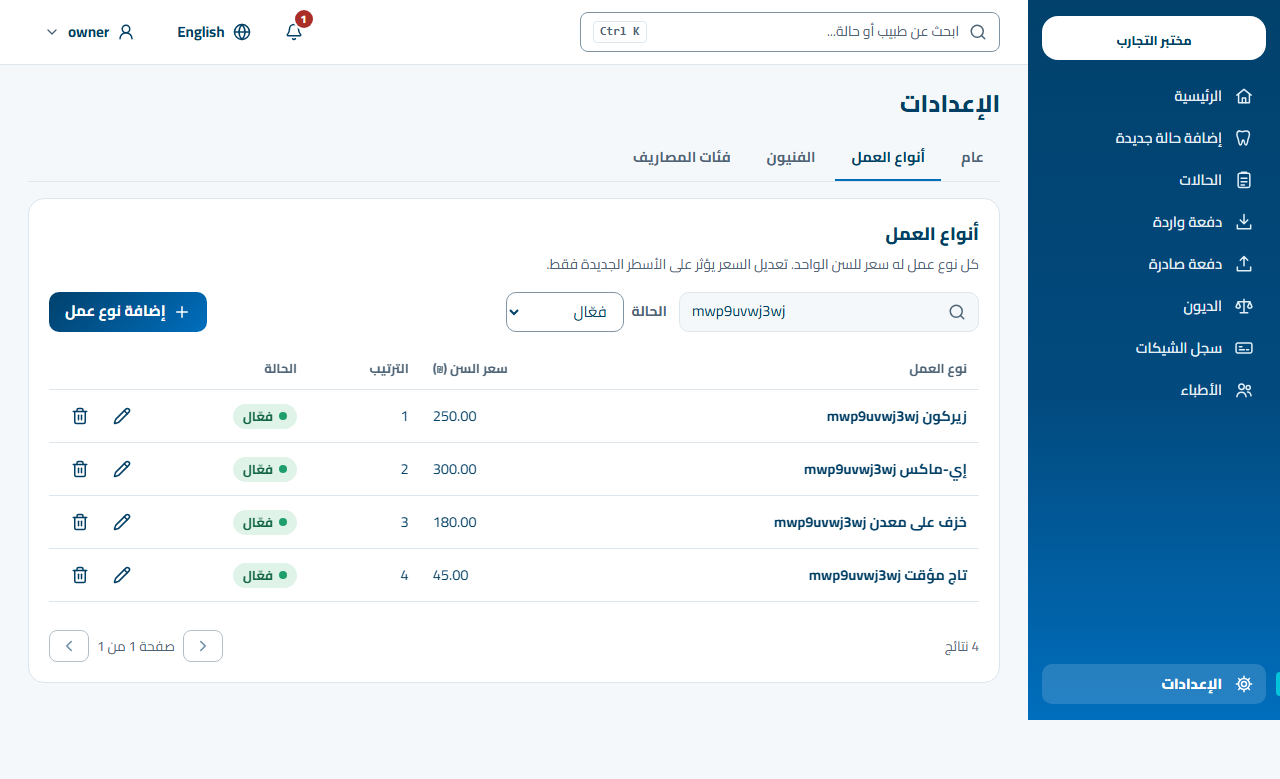 مختبر التجارب
الرئيسية
إضافة حالة جديدة
الحالات
دفعة واردة
دفعة صادرة
الديون
سجل الشيكات
الأطباء
الإعدادات
ابحث عن طبيب أو حالة...
Ctrl K
1
English
owner
الإعدادات
عام
أنواع العمل
الفنيون
فئات المصاريف
أنواع العمل
كل نوع عمل له سعر للسن الواحد. تعديل السعر يؤثر على الأسطر الجديدة فقط.
mwp9uvwj3wj
الحالة
فعّال
إضافة نوع عمل
نوع العمل سعر السن (₪) الترتيب الحالة
زيركون mwp9uvwj3wj 250.00 1 فعّال
إي-ماكس mwp9uvwj3wj 300.00 2 فعّال
خزف على معدن mwp9uvwj3wj 180.00 3 فعّال
تاج مؤقت mwp9uvwj3wj 45.00 4 فعّال
4 نتائج
صفحة 1 من 1